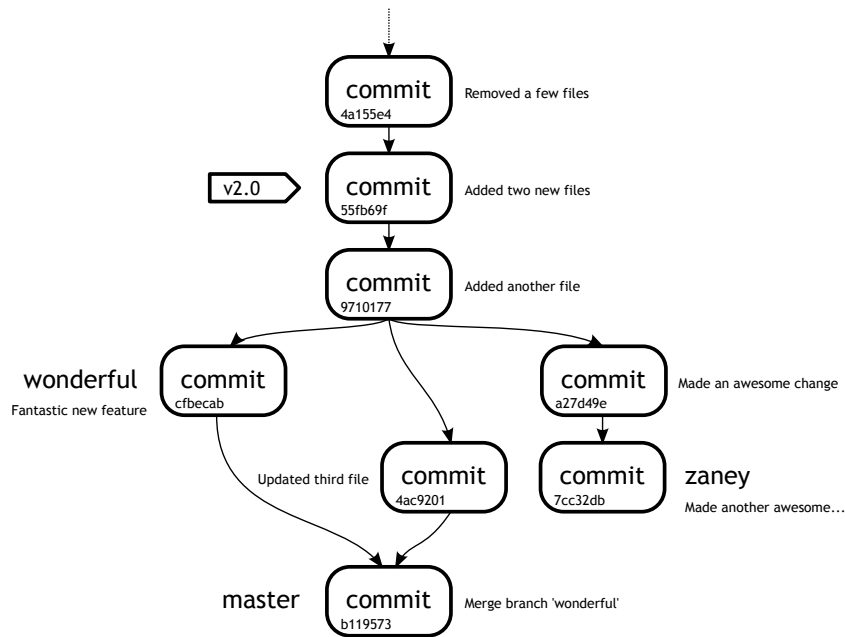 commit
4a155e4
Removed a few files
v2.0
commit
55fb69f
Added two new files
commit
9710177
Added another file
wonderful
Fantastic new feature
commit
cfbecab
commit
a27d49e
Made an awesome change
Updated third file
commit
4ac9201
commit
7cc32db
zaney
Made another awesome...
master
commit
b119573
Merge branch 'wonderful'